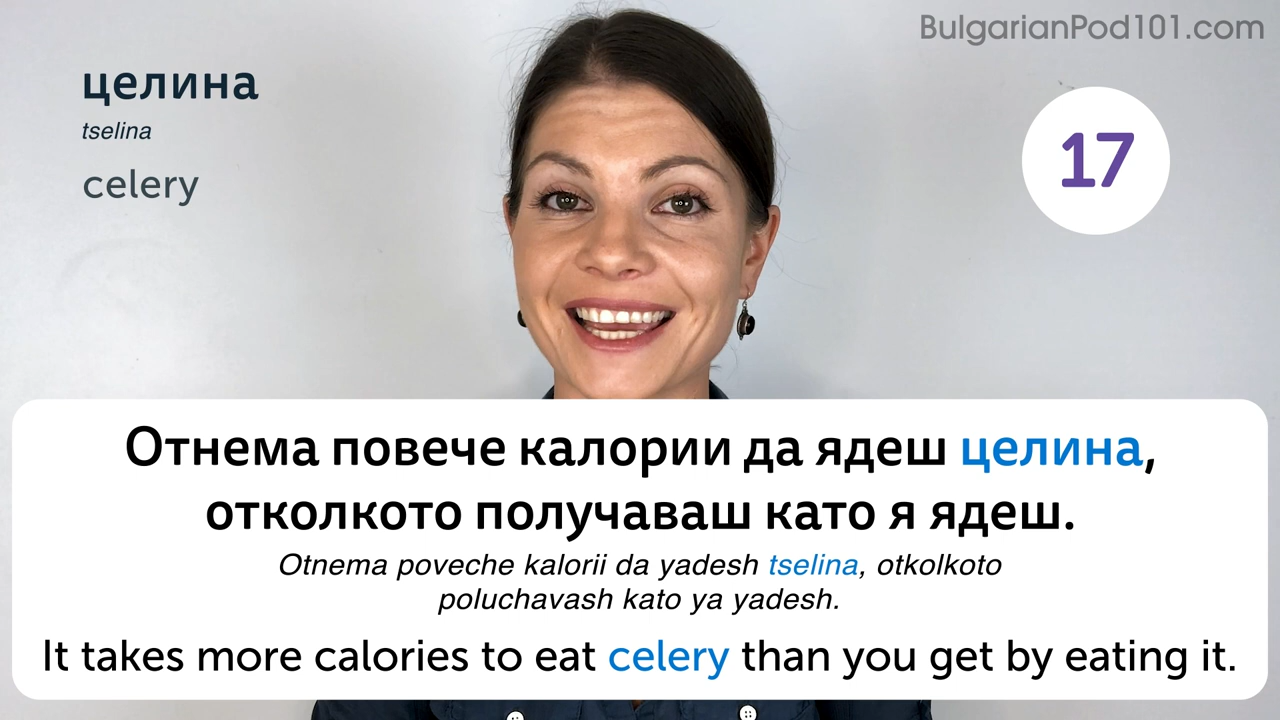 BulgarianPod101.com
целина
tselina
celery
17
Отнема повече калории да ядеш целина,
отколкото получаваш като я ядеш.
Otnema poveche kalorii da yadesh tselina, otkolkoto
poluchavash kato ya yadesh.
It takes more calories to eat celery than you get by eating it.